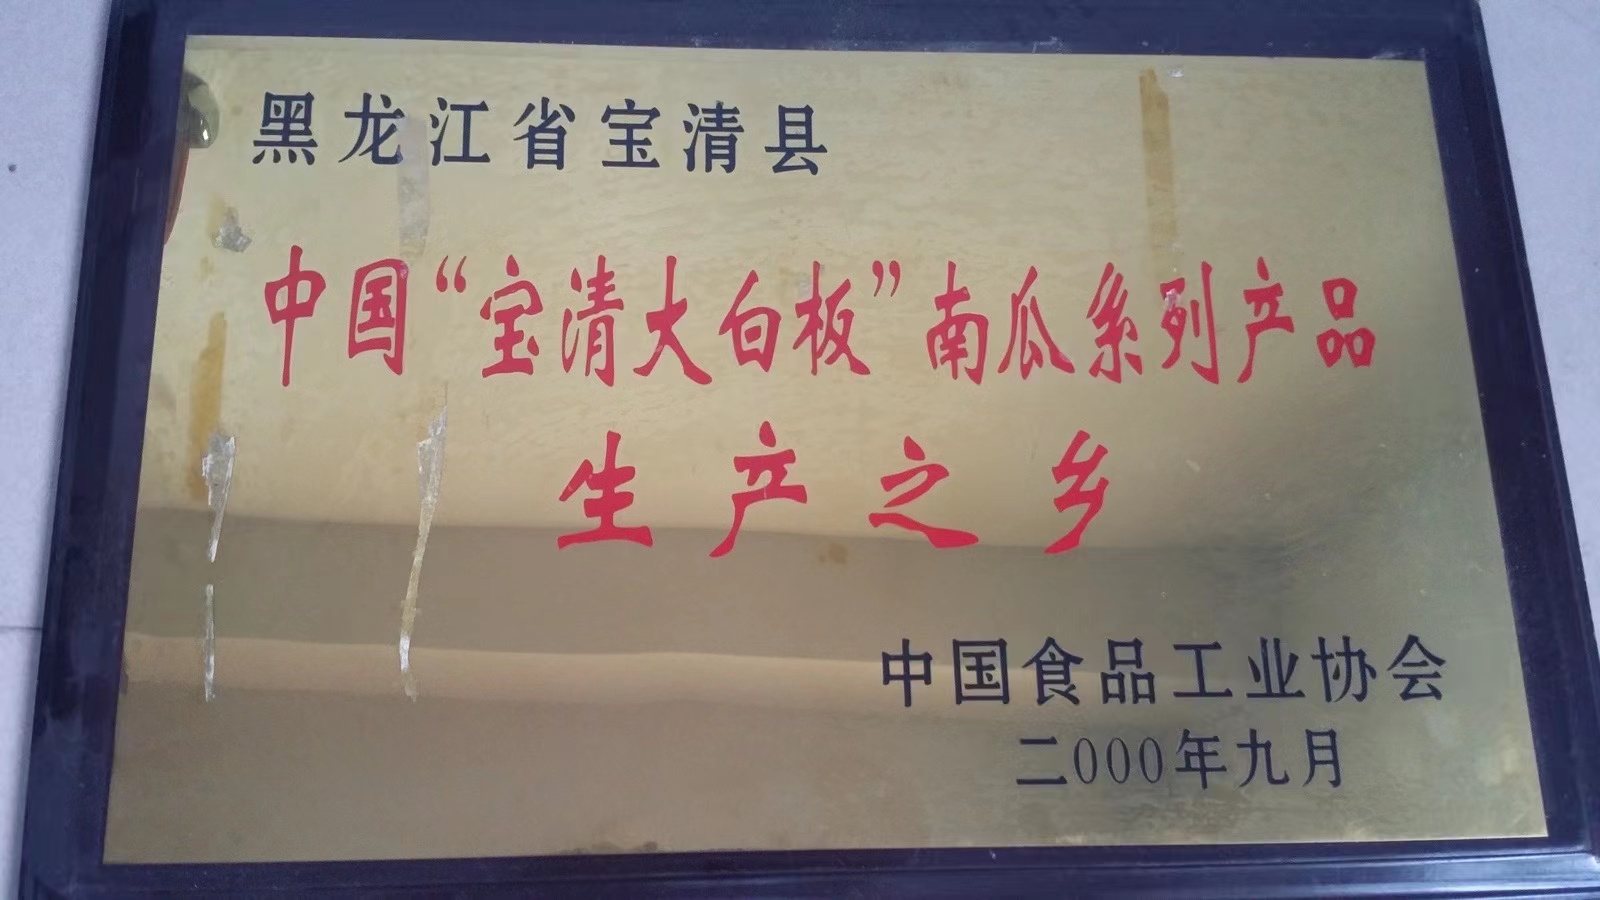 黑龙江省宝清县
中国“宝清大白板”南瓜系列产品
生产之乡
中国食品工业协会
二000年九月